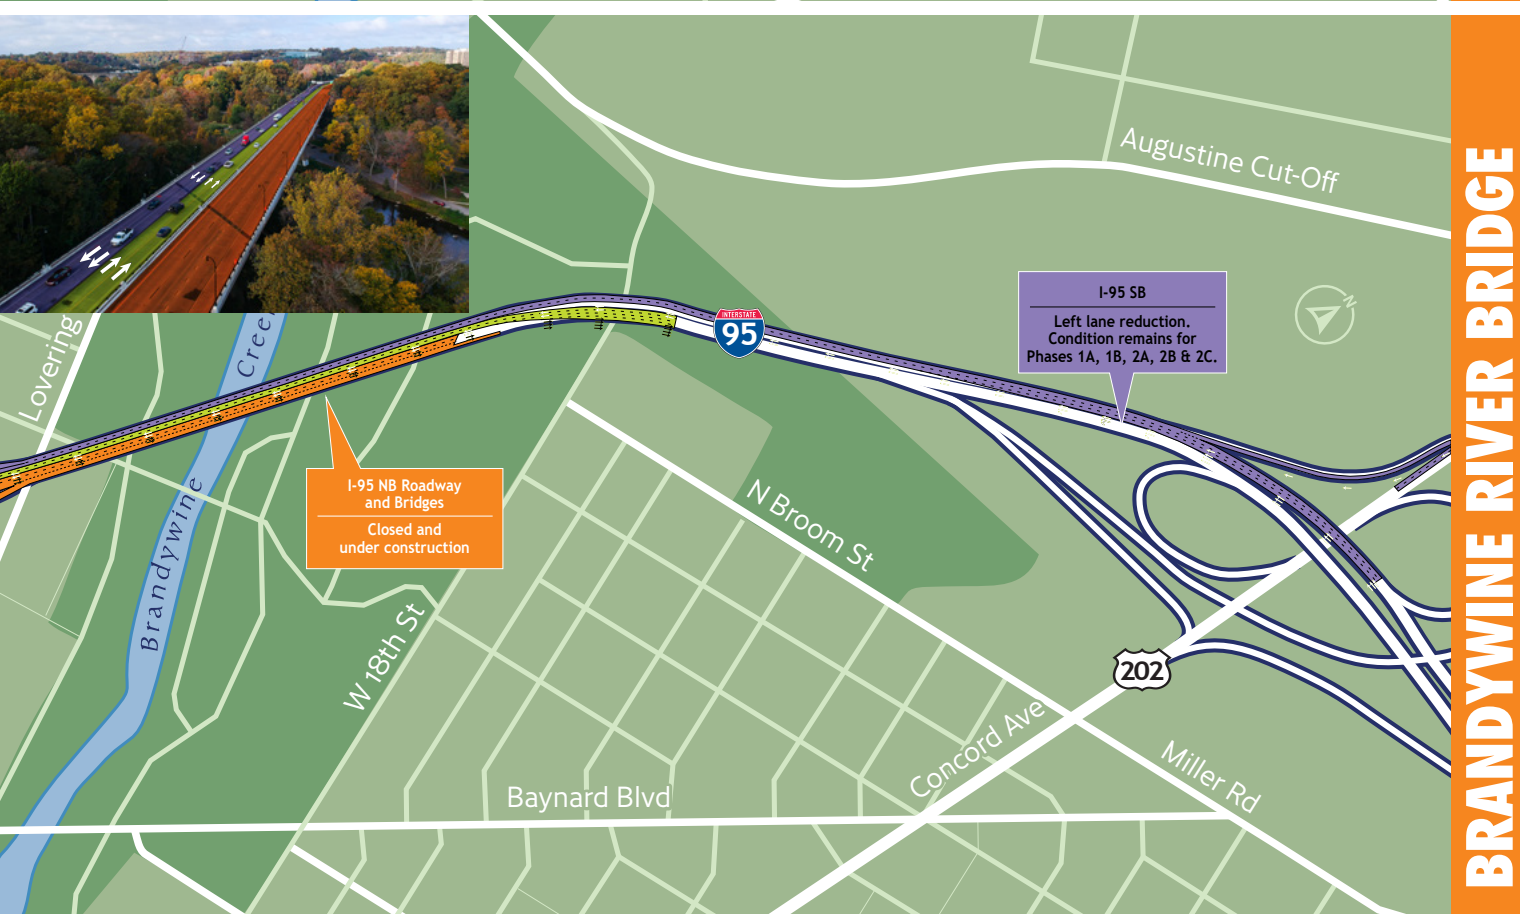 Augustine Cut-Off
BRANDYWINE RIVER BRIDGE
I-95 SB
Left lane reduction.
Condition remains for
Phases 1A, 1B, 2A, 2B & 2C.
N
INTERSTATE
95
Lovering
Creek
Brandywine
I-95 NB Roadway
and Bridges
Closed and
under construction
N Broom St
W 18th St
202
Concord Ave
Miller Rd
Baynard Blvd